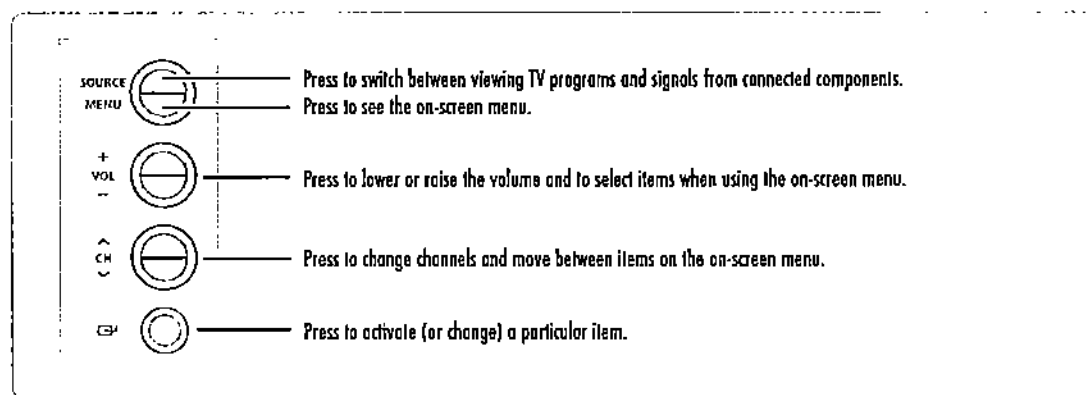 SOURCE
Press to switch between viewing TV programs and signals from connected components.
MENU
Press to see the on-screen menu.
+
VOL
Press to lower or raise the volume and to select items when using the on-screen menu.
–
CH
Press to change channels and move between items on the on-screen menu.
Press to activate (or change) a particular item.